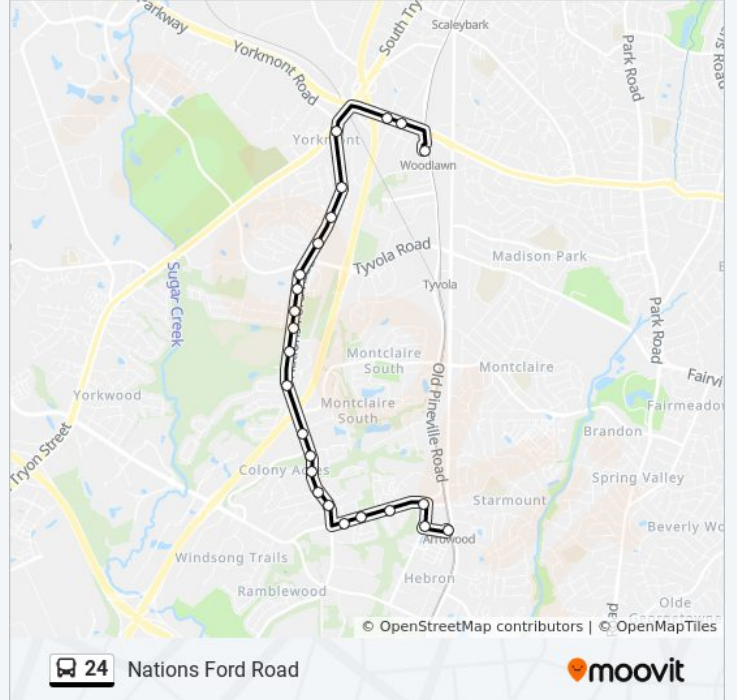 Parkway
South Try
Scaleybark
Yorkmont Road
Park Road
s Road
Yorkmont
Woodlawn
Tyvola Road
Madison Park
Sugar Creek
Tyvola
Park Road
Montclaire
South
Montclaire
Old Pineville Road
Fairvi
Yorkwood
Montclaire
South
Fairmeado
Brandon
Tryon Street
Colony Acres
Spring Valley
Starmount
Beverly Wo
Arrowood
Windsong Trails
Hebron
Ramblewood
Olde
© OpenStreetMap contributors | © OpenMapTiles
24 Nations Ford Road
moovit